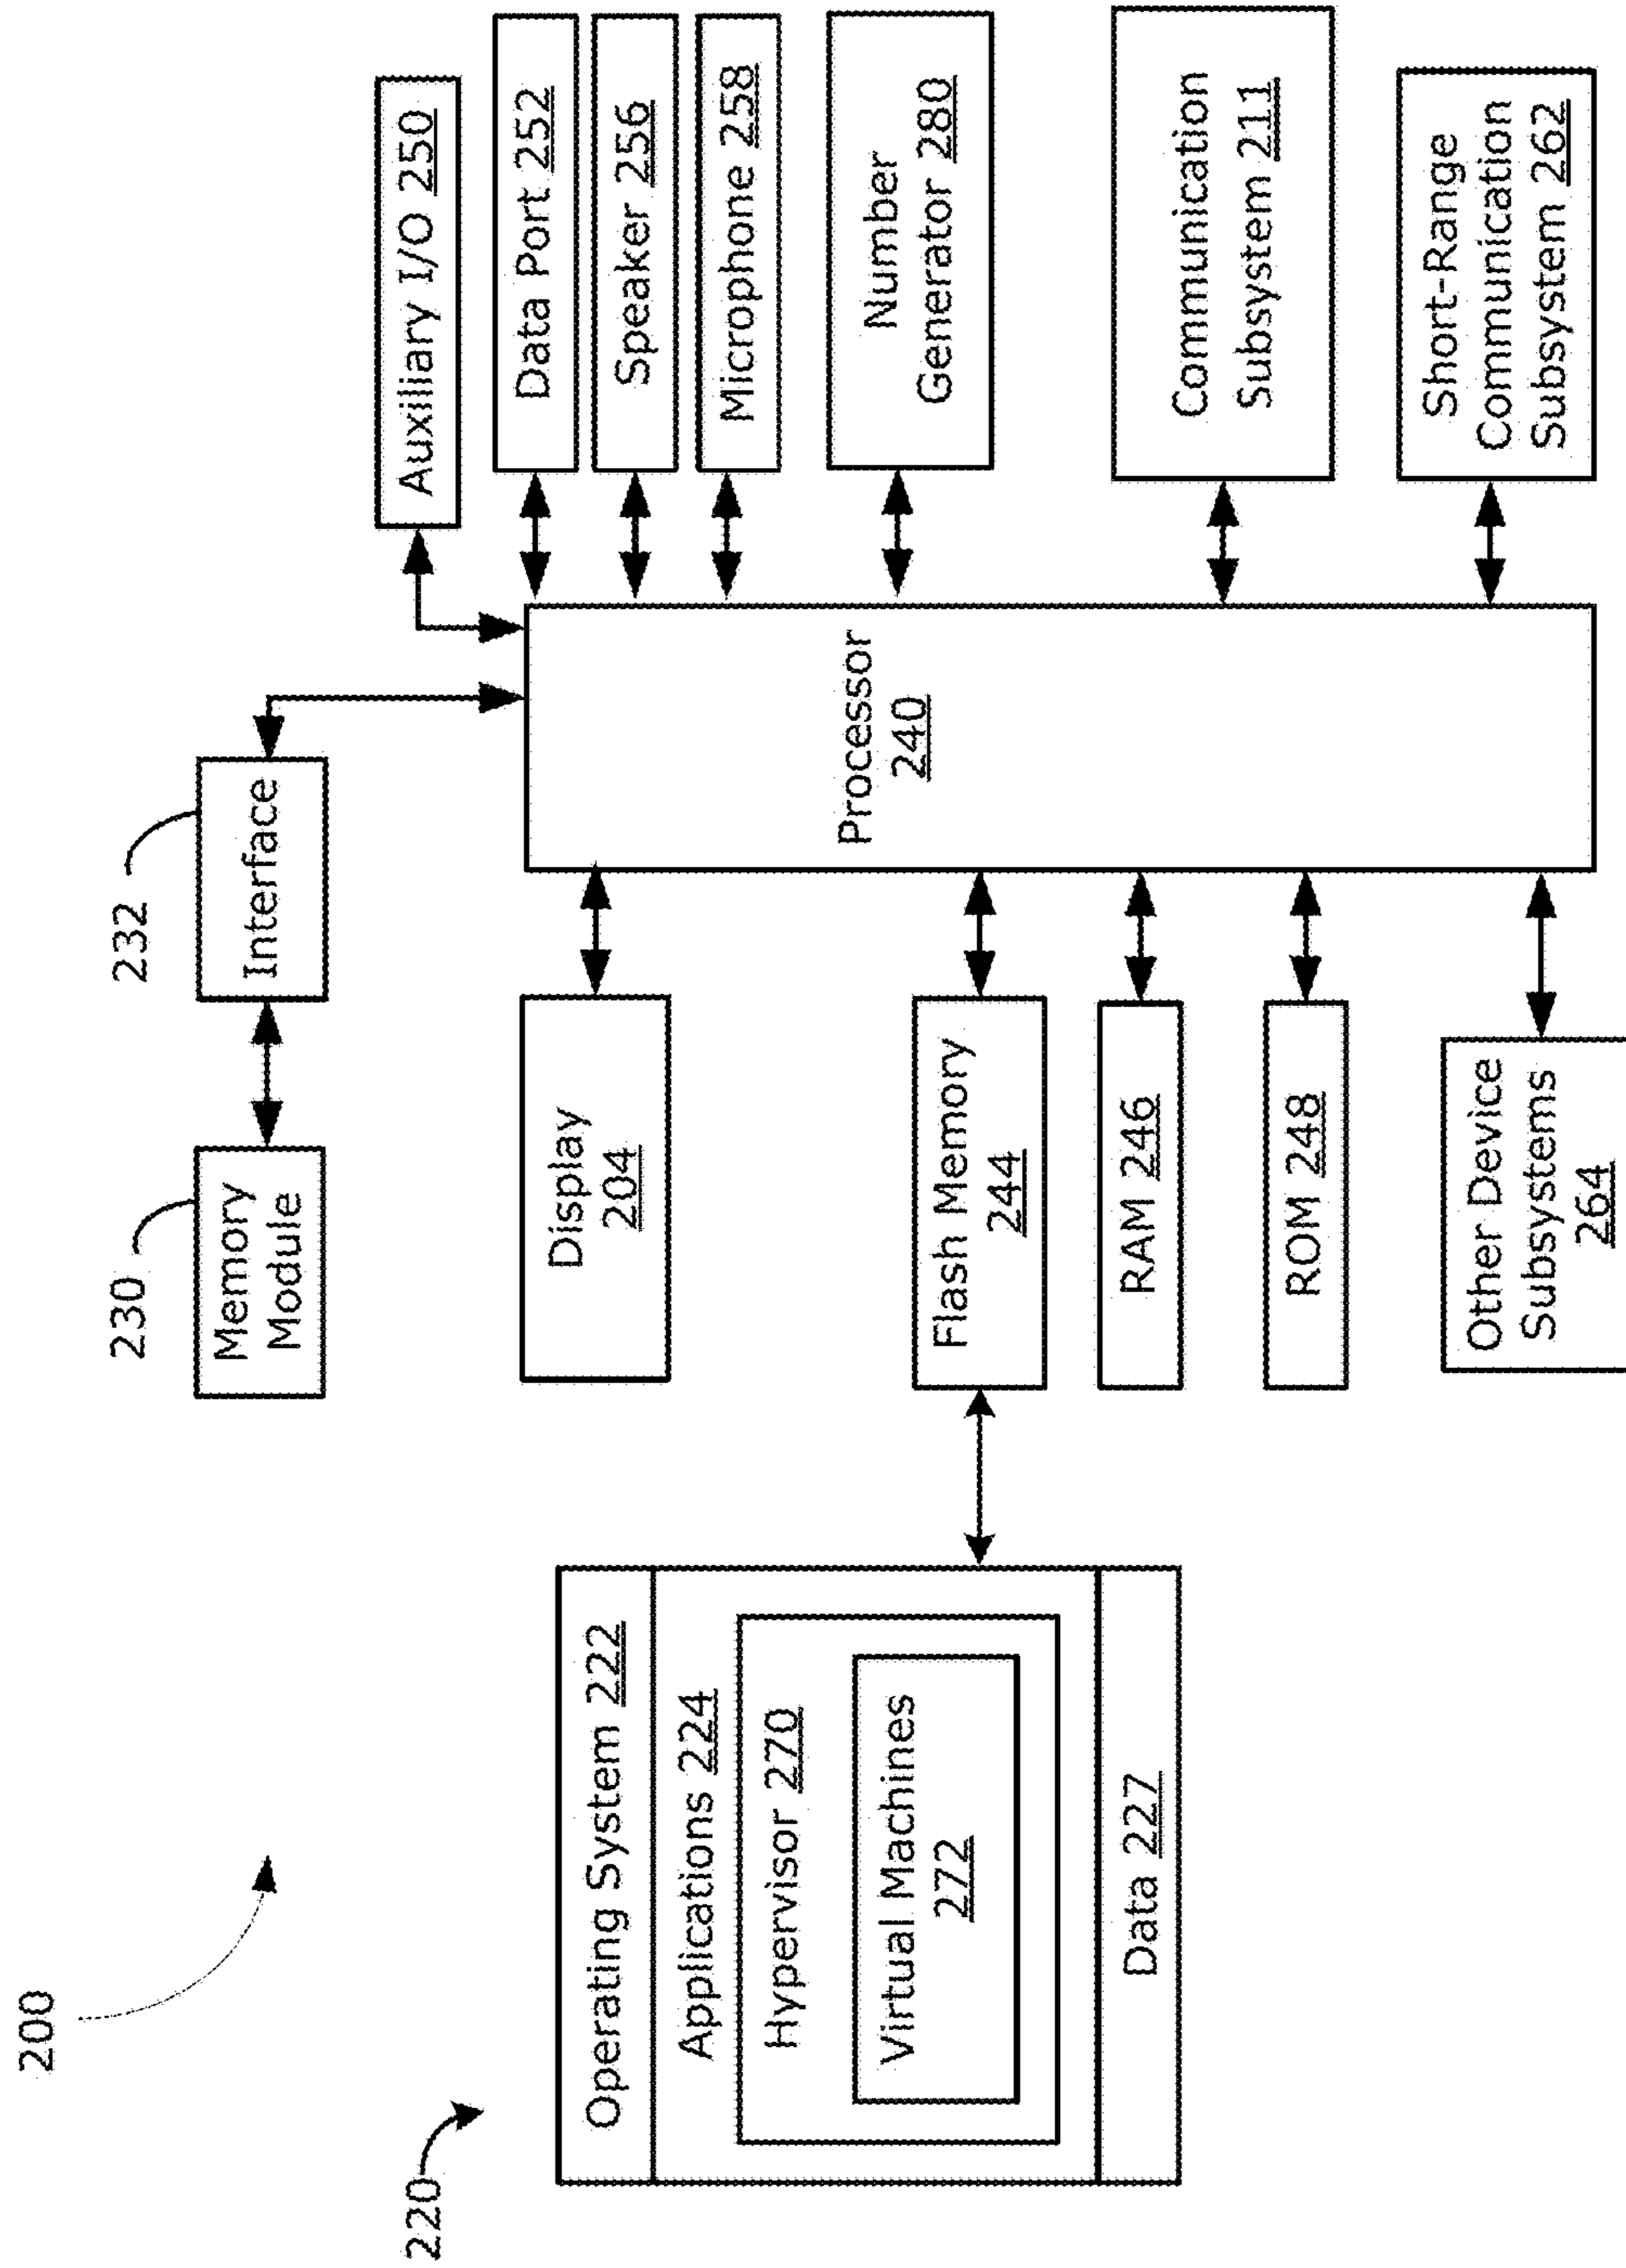 200
220
Operating System 222
Applications 224
Hypervisor 270
Virtual Machines
272
Data 227
230
Memory
Module
232
Interface
Display
204
Flash Memory
244
RAM 246
ROM 248
Other Device
Subsystems
264
Processor
240
Auxiliary I/O 250
Data Port 252
Speaker 256
Microphone 258
Number
Generator 280
Communication
Subsystem 211
Short-Range
Communication
Subsystem 262